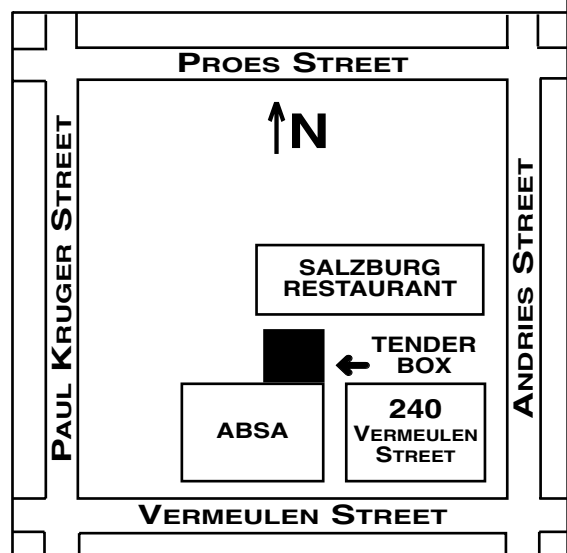 PROES STREET
N
PAUL KRUGER STREET
ANDRIES STREET
SALZBURG
RESTAURANT
TENDER
BOX
ABSA
240
VERMEULEN
STREET
VERMEULEN STREET